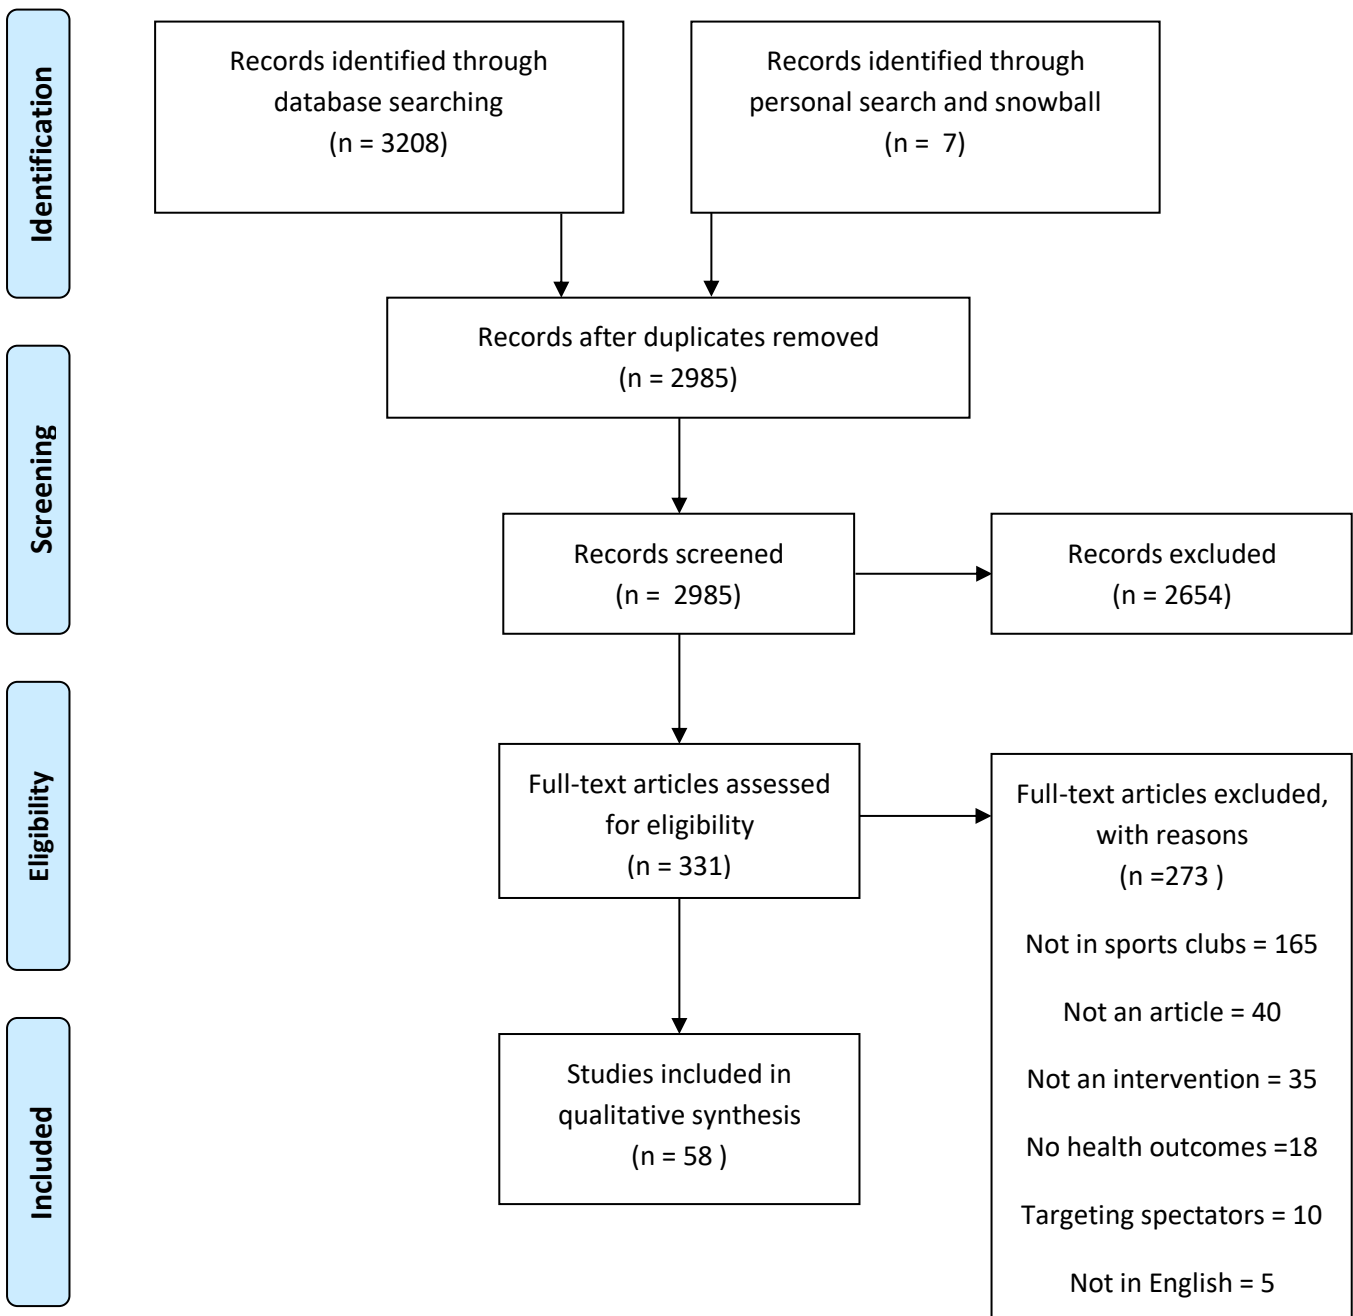 Identification
Records identified through
database searching
(n = 3208)
Records identified through
personal search and snowball
(n =  7)
Records after duplicates removed
(n = 2985)
Screening
Records screened
(n =  2985)
Records excluded
(n = 2654)
Eligibility
Full-text articles assessed
for eligibility
(n = 331)
Full-text articles excluded,
with reasons
(n =273 )
Not in sports clubs = 165
Not an article = 40
Not an intervention = 35
No health outcomes =18
Targeting spectators = 10
Not in English = 5
Included
Studies included in
qualitative synthesis
(n = 58 )